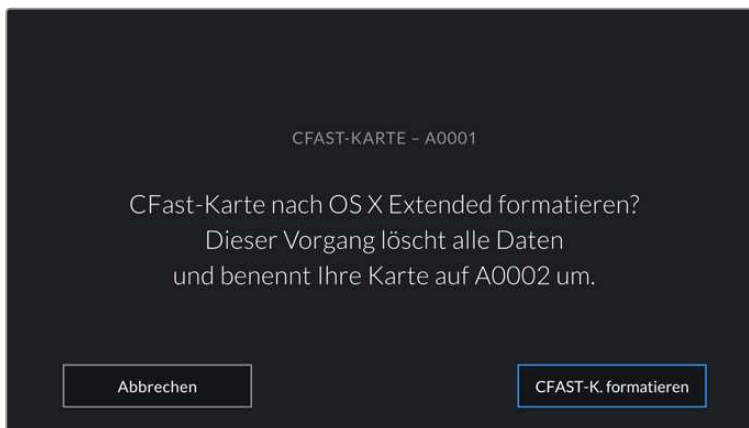 CFAST-KARTE – A0001
CFast-Karte nach OS X Extended formatieren?
Dieser Vorgang löscht alle Daten
und benennt Ihre Karte auf A0002 um.
Abbrechen
CFAST-K. formatieren